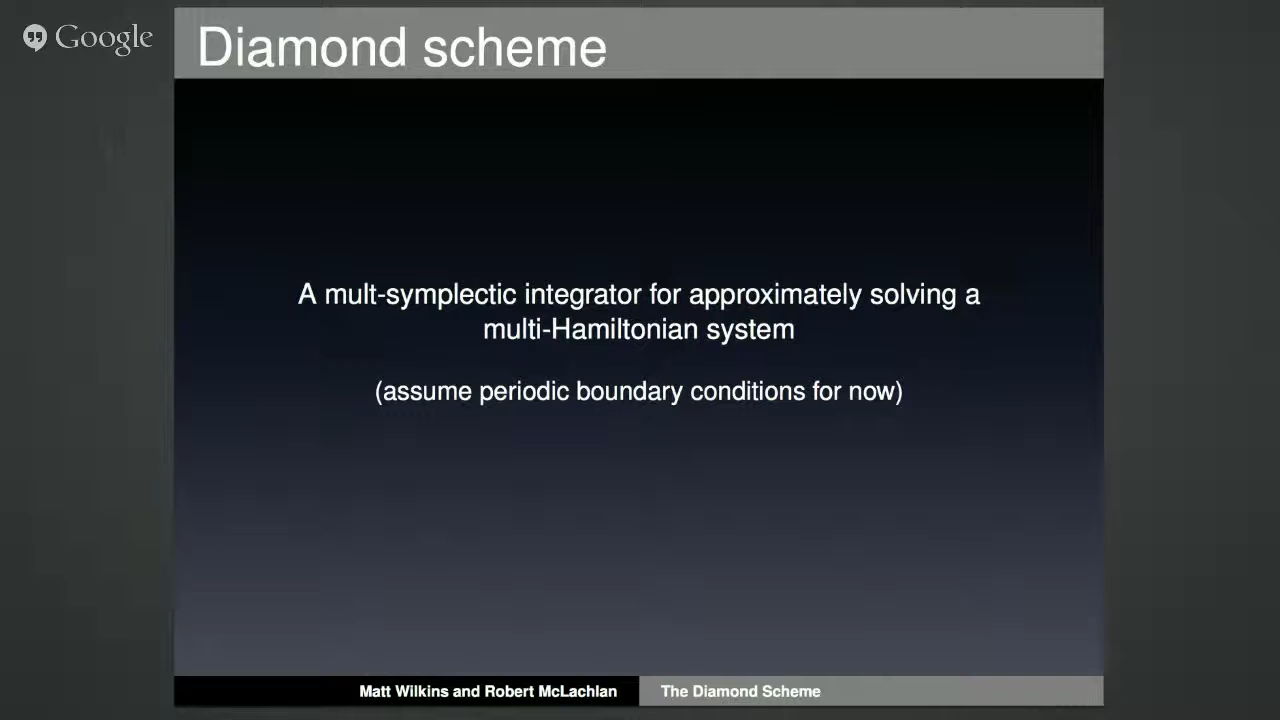 Google
Diamond scheme
A mult-symplectic integrator for approximately solving a
multi-Hamiltonian system
(assume periodic boundary conditions for now)
Matt Wilkins and Robert McLachlan
The Diamond Scheme